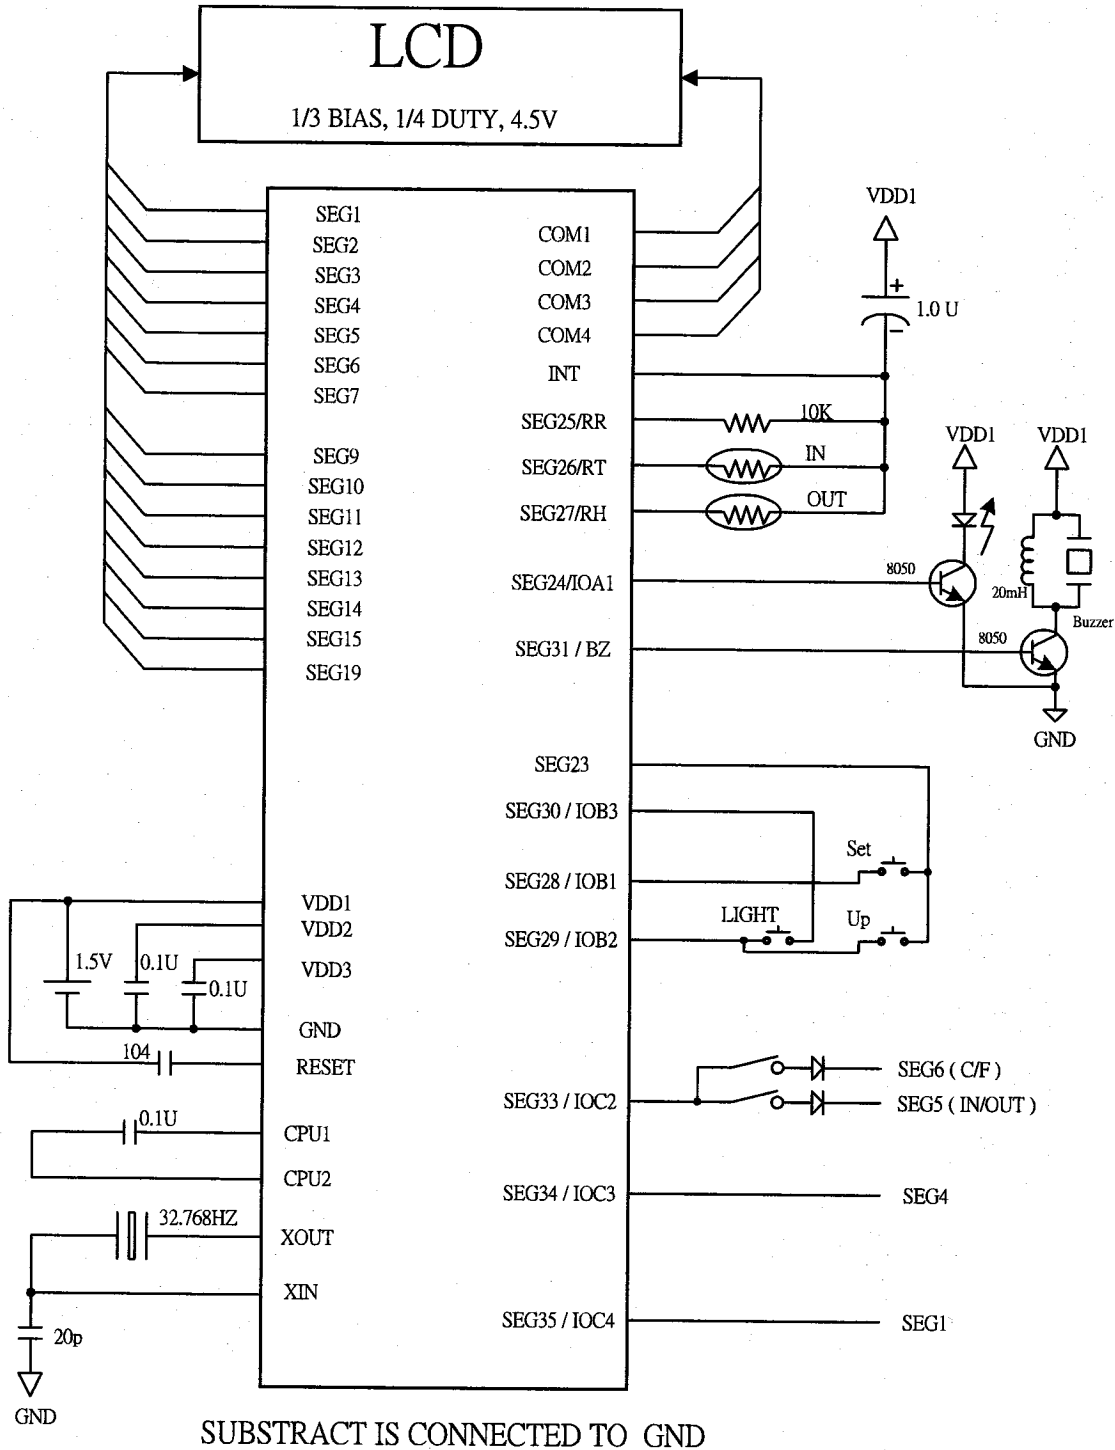 LCD
1/3 BIAS, 1/4 DUTY, 4.5V
SEG1
SEG2
SEG3
SEG4
SEG5
SEG6
SEG7
SEG9
SEG10
SEG11
SEG12
SEG13
SEG14
SEG15
SEG19
COM1
COM2
COM3
COM4
INT
SEG25/RR
SEG26/RT
SEG27/RH
SEG24/IOA1
SEG31 / BZ
SEG23
SEG30 / IOB3
SEG28 / IOB1
SEG29 / IOB2
SEG33 / IOC2
SEG34 / IOC3
SEG35 / IOC4
VDD1
+
1.0 U
−
10K
IN
OUT
VDD1
VDD1
8050
20mH
Buzzer
8050
GND
Set
LIGHT
Up
SEG6 ( C/F )
SEG5 ( IN/OUT )
SEG4
SEG1
VDD1
VDD2
VDD3
GND
RESET
CPU1
CPU2
XOUT
XIN
1.5V
0.1U
0.1U
104
0.1U
32.768HZ
20p
GND
SUBSTRACT IS CONNECTED TO GND